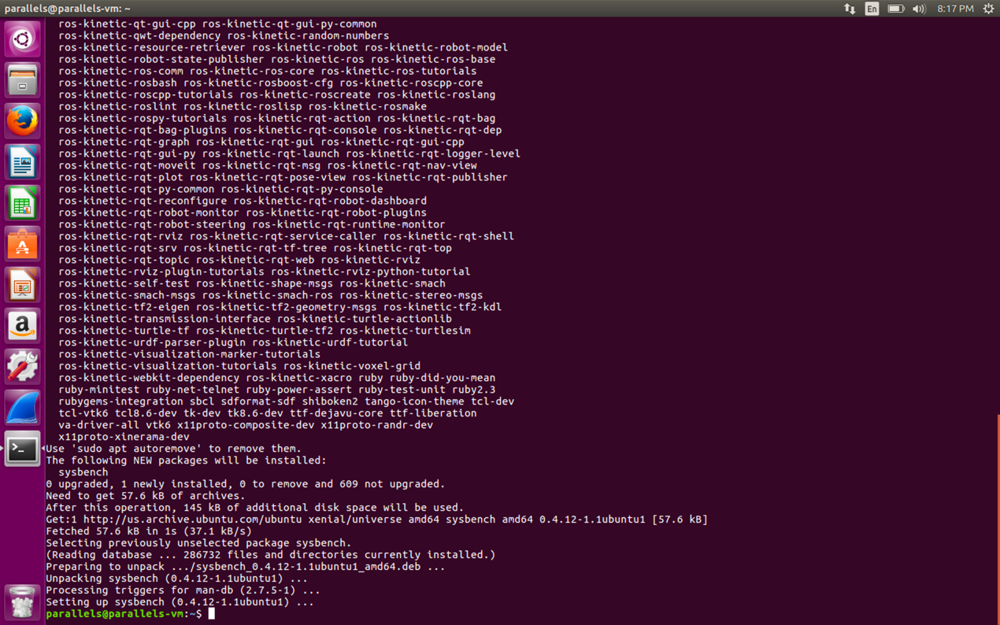 parallels@parallels-vm: ~
En
8:17 PM
ros-kinetic-qt-gui-cpp ros-kinetic-qt-gui-py-common
ros-kinetic-qwt-dependency ros-kinetic-random-numbers
ros-kinetic-resource-retriever ros-kinetic-robot ros-kinetic-robot-model
ros-kinetic-robot-state-publisher ros-kinetic-ros ros-kinetic-ros-base
ros-kinetic-ros-comm ros-kinetic-ros-core ros-kinetic-ros-tutorials
ros-kinetic-rosbash ros-kinetic-rosboost-cfg ros-kinetic-roscpp-core
ros-kinetic-roscpp-tutorials ros-kinetic-roscreate ros-kinetic-roslang
ros-kinetic-roslint ros-kinetic-roslisp ros-kinetic-rosmake
ros-kinetic-rospy-tutorials ros-kinetic-rqt-action ros-kinetic-rqt-bag
ros-kinetic-rqt-bag-plugins ros-kinetic-rqt-console ros-kinetic-rqt-dep
ros-kinetic-rqt-graph ros-kinetic-rqt-gui ros-kinetic-rqt-gui-cpp
ros-kinetic-rqt-gui-py ros-kinetic-rqt-launch ros-kinetic-rqt-logger-level
ros-kinetic-rqt-moveit ros-kinetic-rqt-msg ros-kinetic-rqt-nav-view
ros-kinetic-rqt-plot ros-kinetic-rqt-pose-view ros-kinetic-rqt-publisher
ros-kinetic-rqt-py-common ros-kinetic-rqt-py-console
ros-kinetic-rqt-reconfigure ros-kinetic-rqt-robot-dashboard
ros-kinetic-rqt-robot-monitor ros-kinetic-rqt-robot-plugins
ros-kinetic-rqt-robot-steering ros-kinetic-rqt-runtime-monitor
ros-kinetic-rqt-rviz ros-kinetic-rqt-service-caller ros-kinetic-rqt-shell
ros-kinetic-rqt-srv ros-kinetic-rqt-tf-tree ros-kinetic-rqt-top
ros-kinetic-rqt-topic ros-kinetic-rqt-web ros-kinetic-rviz
ros-kinetic-rviz-plugin-tutorials ros-kinetic-rviz-python-tutorial
ros-kinetic-self-test ros-kinetic-shape-msgs ros-kinetic-smach
ros-kinetic-smach-msgs ros-kinetic-smach-ros ros-kinetic-stereo-msgs
ros-kinetic-tf2-eigen ros-kinetic-tf2-geometry-msgs ros-kinetic-tf2-kdl
ros-kinetic-transmission-interface ros-kinetic-turtle-actionlib
ros-kinetic-turtle-tf ros-kinetic-turtle-tf2 ros-kinetic-turtlesim
ros-kinetic-urdf-parser-plugin ros-kinetic-urdf-tutorial
ros-kinetic-visualization-marker-tutorials
ros-kinetic-visualization-tutorials ros-kinetic-voxel-grid
ros-kinetic-webkit-dependency ros-kinetic-xacro ruby ruby-did-you-mean
ruby-minitest ruby-net-telnet ruby-power-assert ruby-test-unit ruby2.3
rubygems-integration sbcl sdformat-sdf shiboken2 tango-icon-theme tcl-dev
tcl-vtk6 tcl8.6-dev tk-dev tk8.6-dev ttf-dejavu-core ttf-liberation
va-driver-all vtk6 x11proto-composite-dev x11proto-randr-dev
x11proto-xinerama-dev
Use 'sudo apt autoremove' to remove them.
The following NEW packages will be installed:
sysbench
0 upgraded, 1 newly installed, 0 to remove and 609 not upgraded.
Need to get 57.6 kB of archives.
After this operation, 145 kB of additional disk space will be used.
Get:1 http://us.archive.ubuntu.com/ubuntu xenial/universe amd64 sysbench amd64 0.4.12-1.1ubuntu1 [57.6 kB]
Fetched 57.6 kB in 1s (37.1 kB/s)
Selecting previously unselected package sysbench.
(Reading database ... 286732 files and directories currently installed.)
Preparing to unpack .../sysbench_0.4.12-1.1ubuntu1_amd64.deb ...
Unpacking sysbench (0.4.12-1.1ubuntu1) ...
Processing triggers for man-db (2.7.5-1) ...
Setting up sysbench (0.4.12-1.1ubuntu1) ...
parallels@parallels-vm:~$